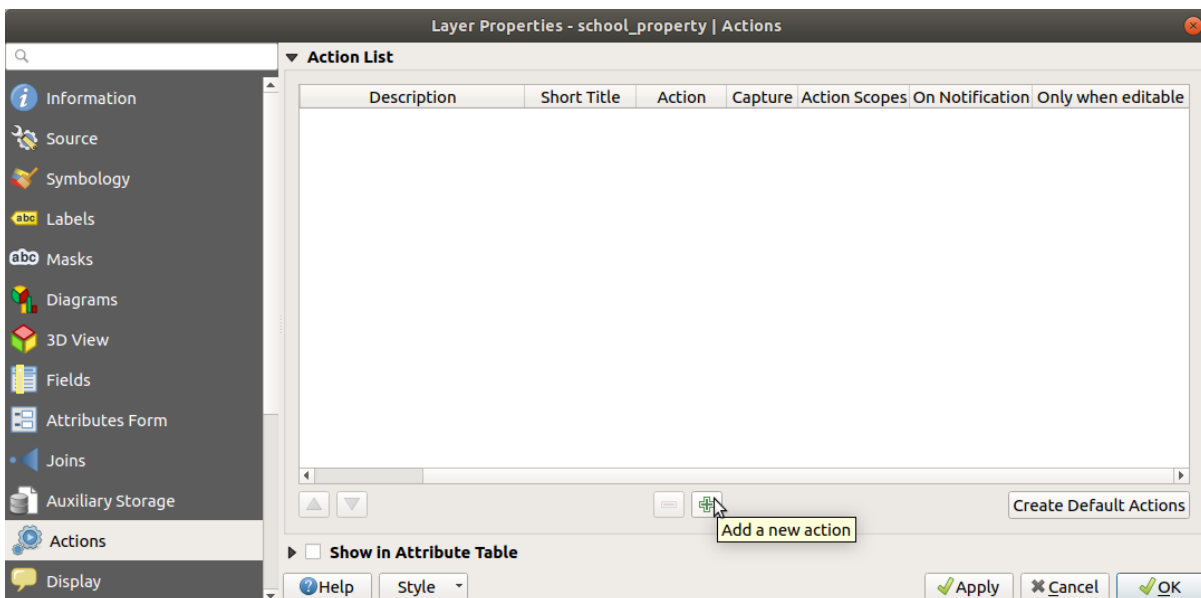 Layer Properties - school_property | Actions
Action List
Description Short Title Action Capture Action Scopes On Notification Only when editable
Information
Source
Symbology
abc Labels
abc Masks
Diagrams
3D View
Fields
Attributes Form
Joins
Auxiliary Storage
Actions
Display
Create Default Actions
Add a new action
Show in Attribute Table
Help Style Apply Cancel OK